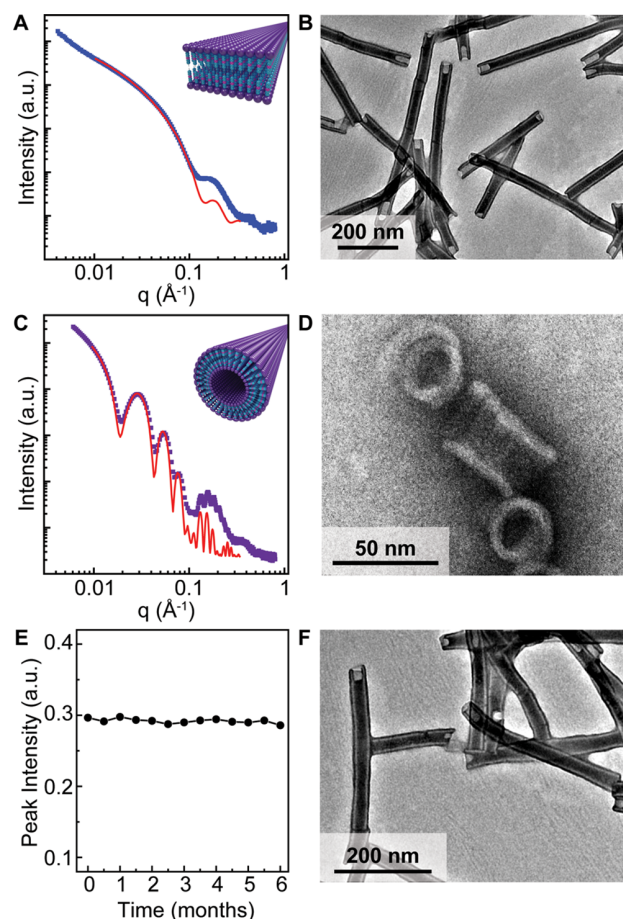 A
Intensity (a.u.)
0.01
0.1
1
q (Å⁻¹)
B
200 nm
C
Intensity (a.u.)
0.01
0.1
1
q (Å⁻¹)
D
50 nm
E
Peak Intensity (a.u.)
0.4
0.3
0.2
0.1
0 1 2 3 4 5 6
Time (months)
F
200 nm